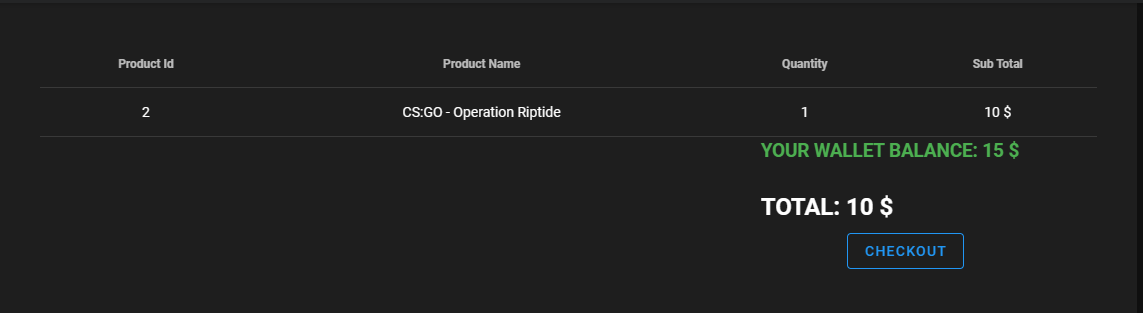 Product Id Product Name Quantity Sub Total
2 CS:GO - Operation Riptide 1 10 $
YOUR WALLET BALANCE: 15 $
TOTAL: 10 $
CHECKOUT